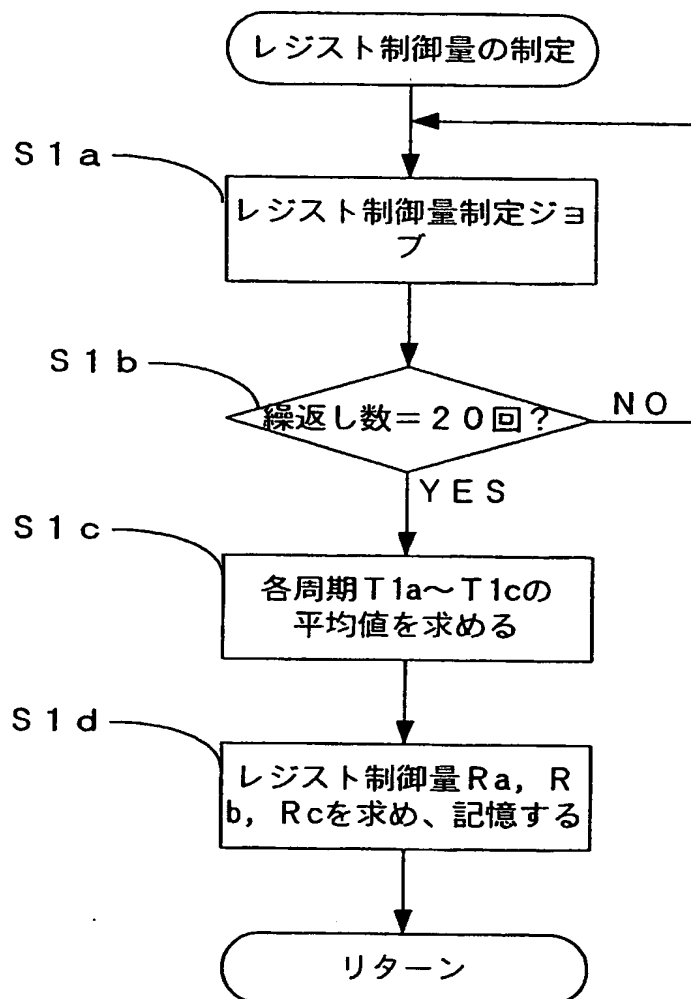 レジスト制御量の制定
S1a
レジスト制御量制定ジョ
ブ
S1b
繰返し数=20回?
NO
YES
S1c
各周期T1a～T1cの
平均値を求める
S1d
レジスト制御量Ra,R
b,Rcを求め、記憶する
リターン